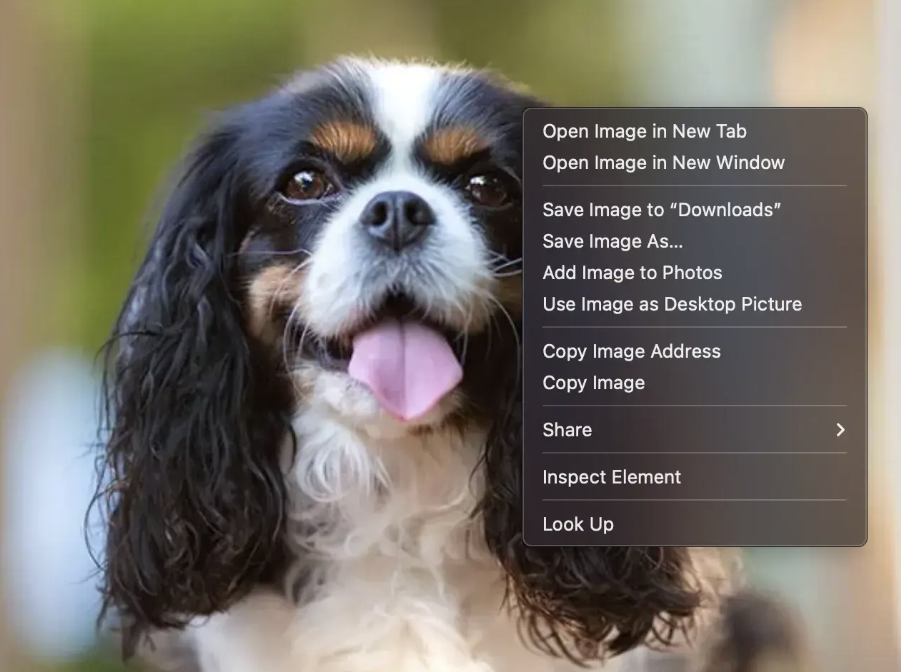 Open Image in New Tab
Open Image in New Window
Save Image to “Downloads”
Save Image As...
Add Image to Photos
Use Image as Desktop Picture
Copy Image Address
Copy Image
Share
Inspect Element
Look Up